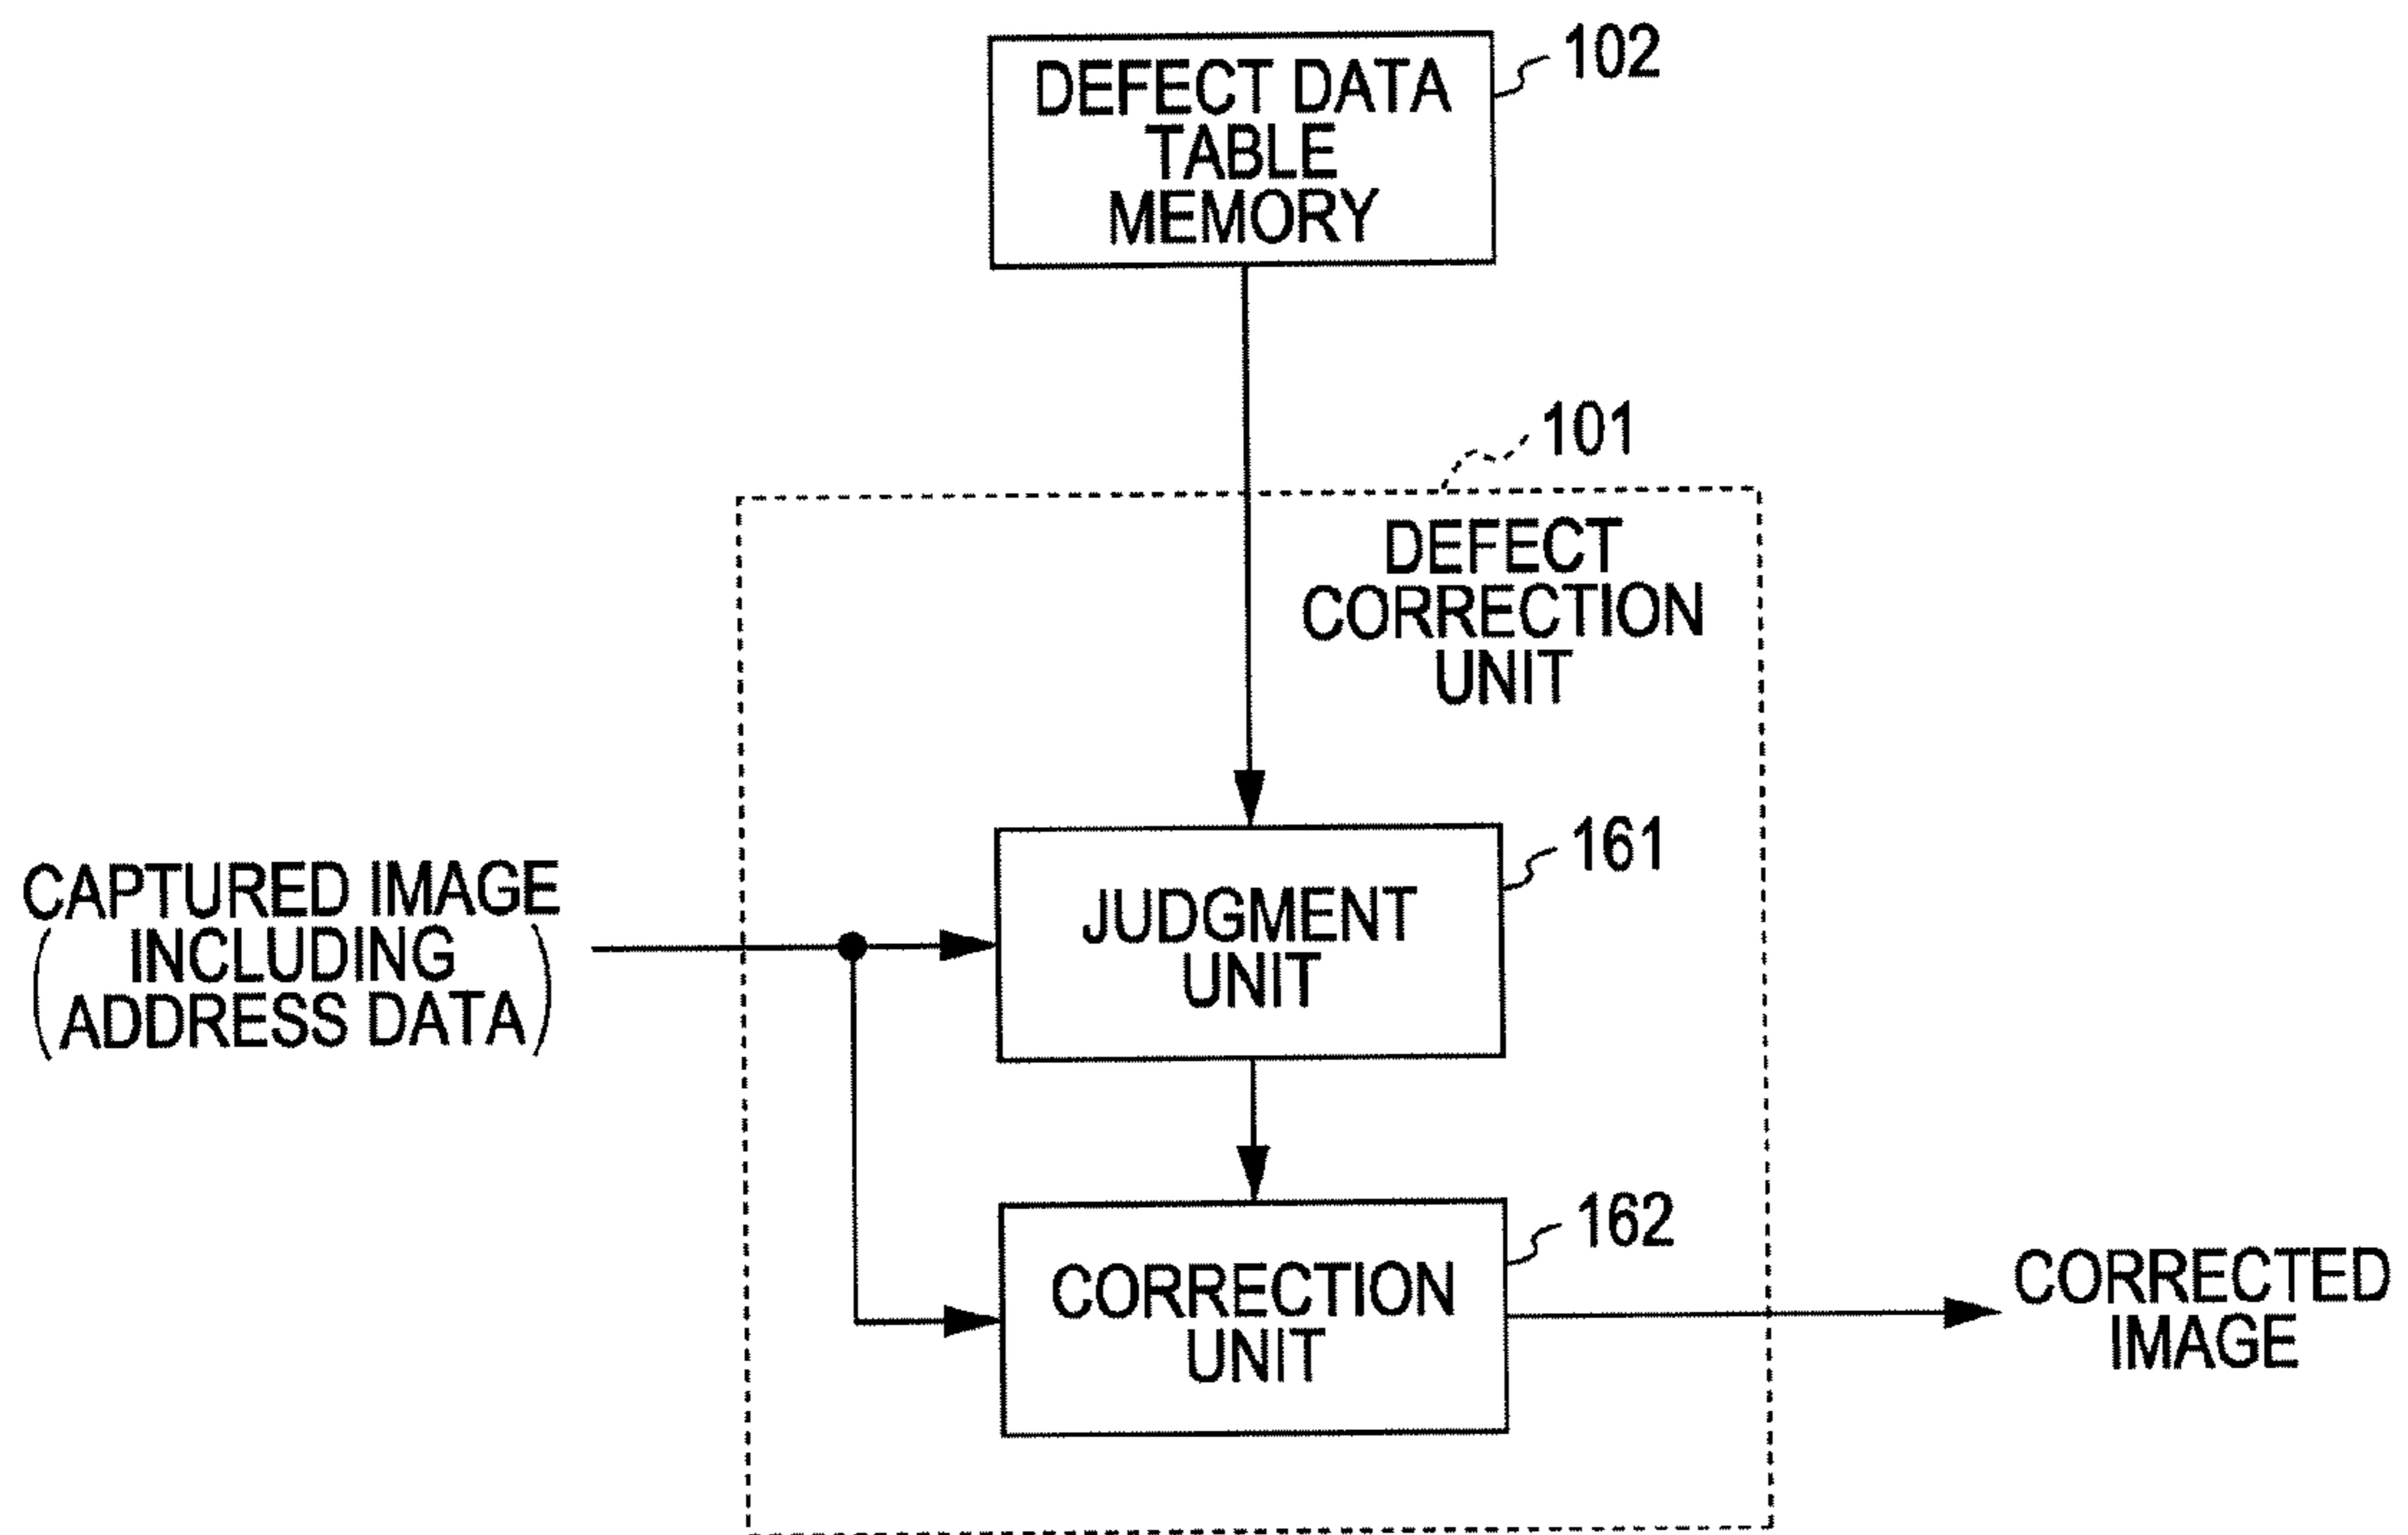 102
DEFECT DATA
TABLE
MEMORY
101
DEFECT
CORRECTION
UNIT
161
CAPTURED IMAGE
(INCLUDING
ADDRESS DATA)
JUDGMENT
UNIT
162
CORRECTION
UNIT
CORRECTED
IMAGE